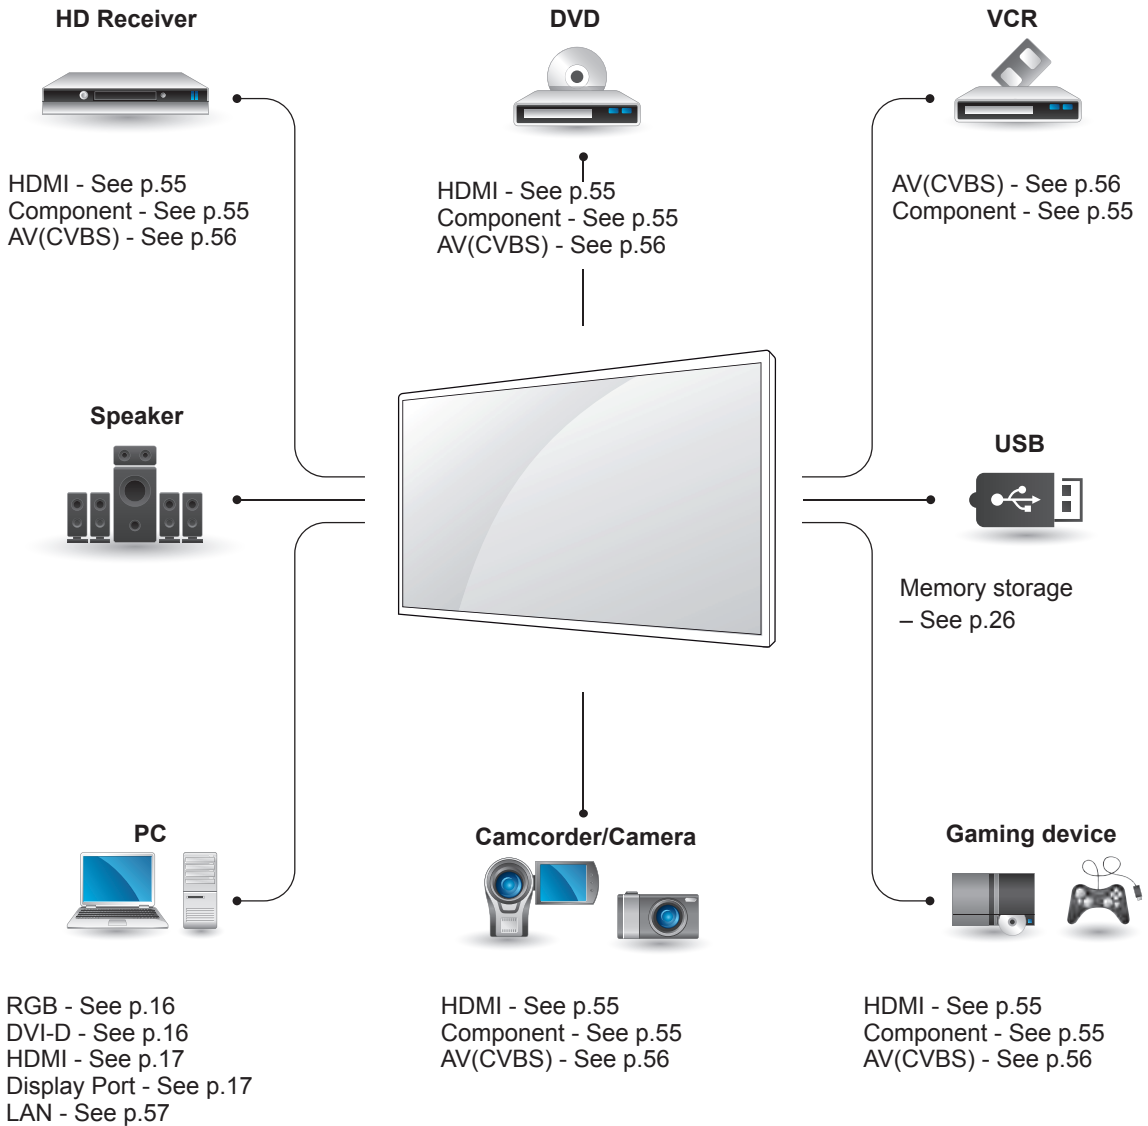 HD Receiver
HDMI - See p.55
Component - See p.55
AV(CVBS) - See p.56
DVD
HDMI - See p.55
Component - See p.55
AV(CVBS) - See p.56
VCR
AV(CVBS) - See p.56
Component - See p.55
Speaker
USB
Memory storage
– See p.26
PC
RGB - See p.16
DVI-D - See p.16
HDMI - See p.17
Display Port - See p.17
LAN - See p.57
Camcorder/Camera
HDMI - See p.55
Component - See p.55
AV(CVBS) - See p.56
Gaming device
HDMI - See p.55
Component - See p.55
AV(CVBS) - See p.56